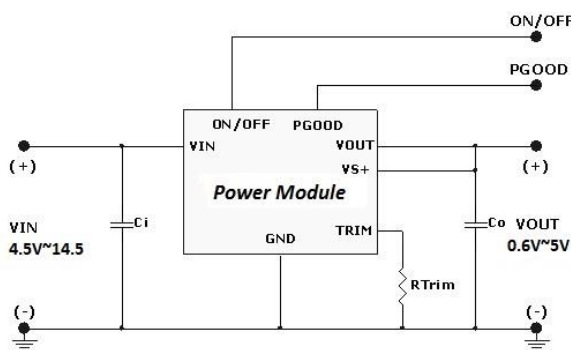 ON/OFF
PGOOD
ON/OFF PGOOD
VIN VOUT
(+) VS+ (+)
Power Module
Ci Co
VIN TRIM VOUT
4.5V~14.5 GND 0.6V~5V
RTrim
(-) (-)